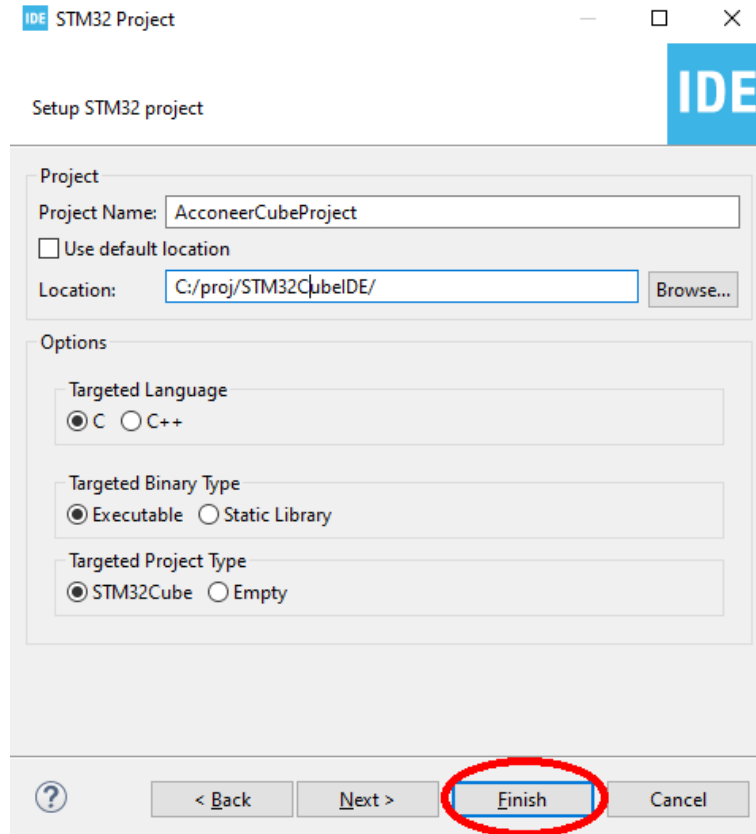 IDE STM32 Project
IDE
Setup STM32 project
Project
Project Name: AcconeerCubeProject
Use default location
Location: C:/proj/STM32CubeIDE/ Browse...
Options
Targeted Language
C C++
Targeted Binary Type
Executable Static Library
Targeted Project Type
STM32Cube Empty
? < Back Next > Finish Cancel